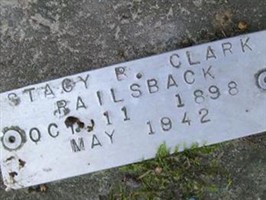 STACY B. CLARK
RAILSBACK
OCT. 11 1898
MAY 1942